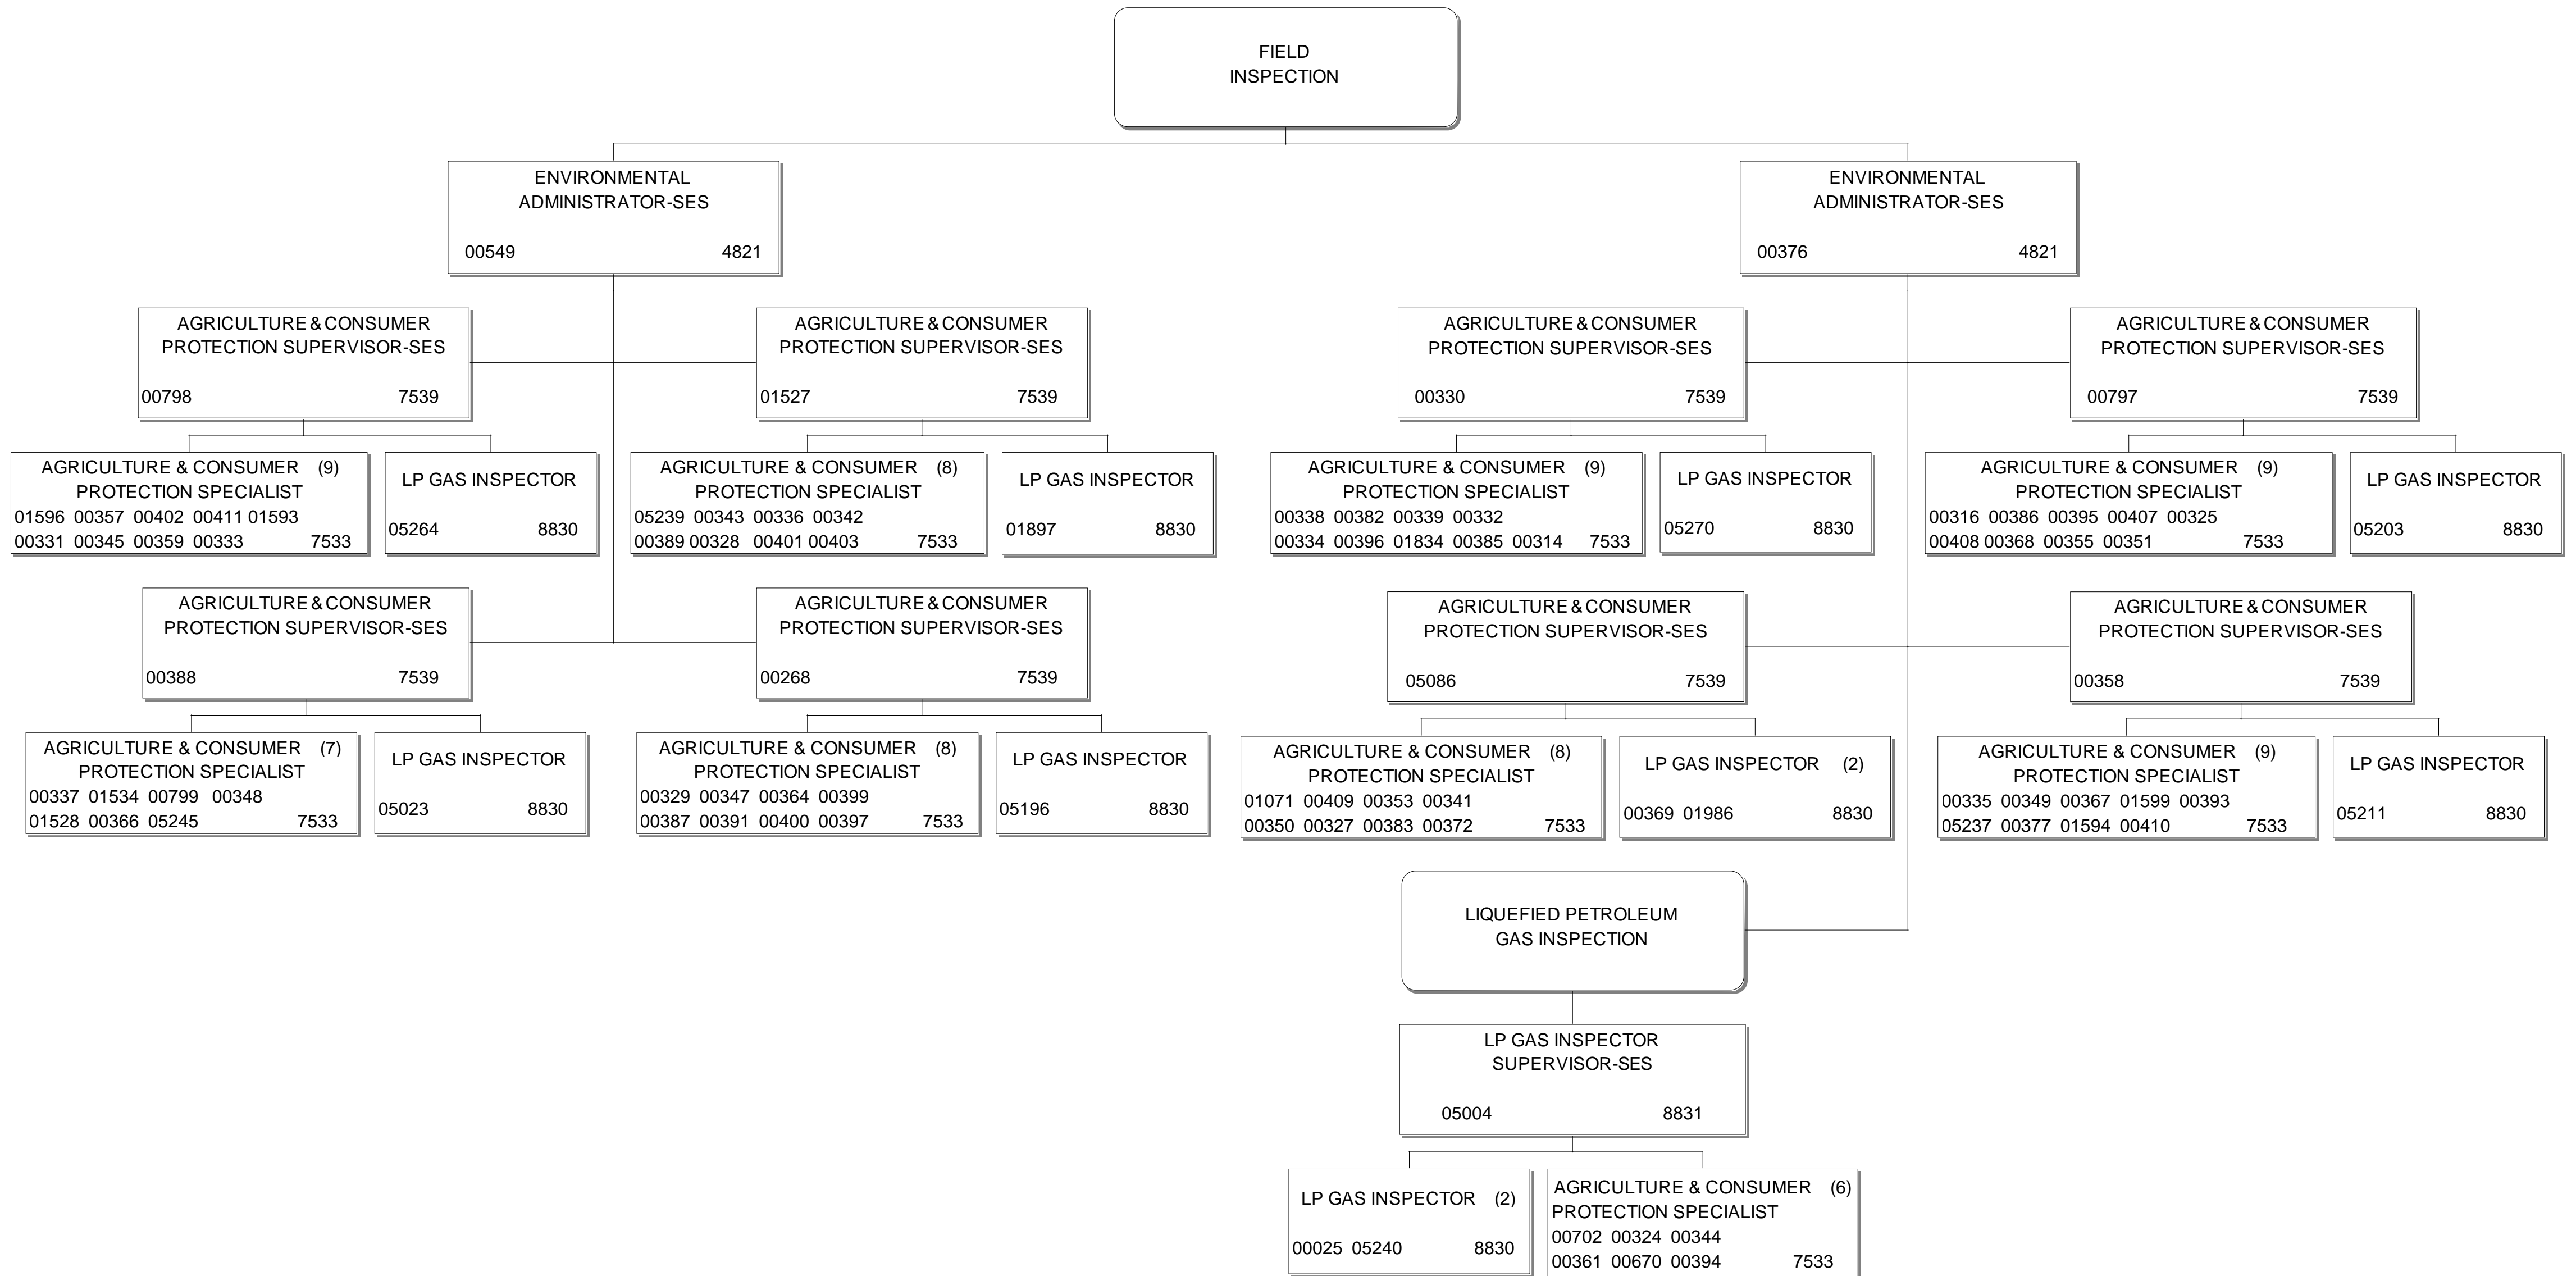 FIELD
INSPECTION
ENVIRONMENTAL
ADMINISTRATOR-SES
00549 4821
ENVIRONMENTAL
ADMINISTRATOR-SES
00376 4821
AGRICULTURE & CONSUMER
PROTECTION SUPERVISOR-SES
00798 7539
AGRICULTURE & CONSUMER
PROTECTION SUPERVISOR-SES
01527 7539
AGRICULTURE & CONSUMER
PROTECTION SUPERVISOR-SES
00330 7539
AGRICULTURE & CONSUMER
PROTECTION SUPERVISOR-SES
00797 7539
AGRICULTURE & CONSUMER (9)
PROTECTION SPECIALIST
01596 00357 00402 00411 01593
00331 00345 00359 00333 7533
LP GAS INSPECTOR
05264 8830
AGRICULTURE & CONSUMER (8)
PROTECTION SPECIALIST
05239 00343 00336 00342
00389 00328 00401 00403 7533
LP GAS INSPECTOR
01897 8830
AGRICULTURE & CONSUMER (9)
PROTECTION SPECIALIST
00338 00382 00339 00332
00334 00396 01834 00385 00314 7533
LP GAS INSPECTOR
05270 8830
AGRICULTURE & CONSUMER (9)
PROTECTION SPECIALIST
00316 00386 00395 00407 00325
00408 00368 00355 00351 7533
LP GAS INSPECTOR
05203 8830
AGRICULTURE & CONSUMER
PROTECTION SUPERVISOR-SES
00388 7539
AGRICULTURE & CONSUMER
PROTECTION SUPERVISOR-SES
00268 7539
AGRICULTURE & CONSUMER
PROTECTION SUPERVISOR-SES
05086 7539
AGRICULTURE & CONSUMER
PROTECTION SUPERVISOR-SES
00358 7539
AGRICULTURE & CONSUMER (7)
PROTECTION SPECIALIST
00337 01534 00799 00348
01528 00366 05245 7533
LP GAS INSPECTOR
05023 8830
AGRICULTURE & CONSUMER (8)
PROTECTION SPECIALIST
00329 00347 00364 00399
00387 00391 00400 00397 7533
LP GAS INSPECTOR
05196 8830
AGRICULTURE & CONSUMER (8)
PROTECTION SPECIALIST
01071 00409 00353 00341
00350 00327 00383 00372 7533
LP GAS INSPECTOR (2)
00369 01986 8830
AGRICULTURE & CONSUMER (9)
PROTECTION SPECIALIST
00335 00349 00367 01599 00393
05237 00377 01594 00410 7533
LP GAS INSPECTOR
05211 8830
LIQUEFIED PETROLEUM
GAS INSPECTION
LP GAS INSPECTOR
SUPERVISOR-SES
05004 8831
LP GAS INSPECTOR (2)
00025 05240 8830
AGRICULTURE & CONSUMER (6)
PROTECTION SPECIALIST
00702 00324 00344
00361 00670 00394 7533